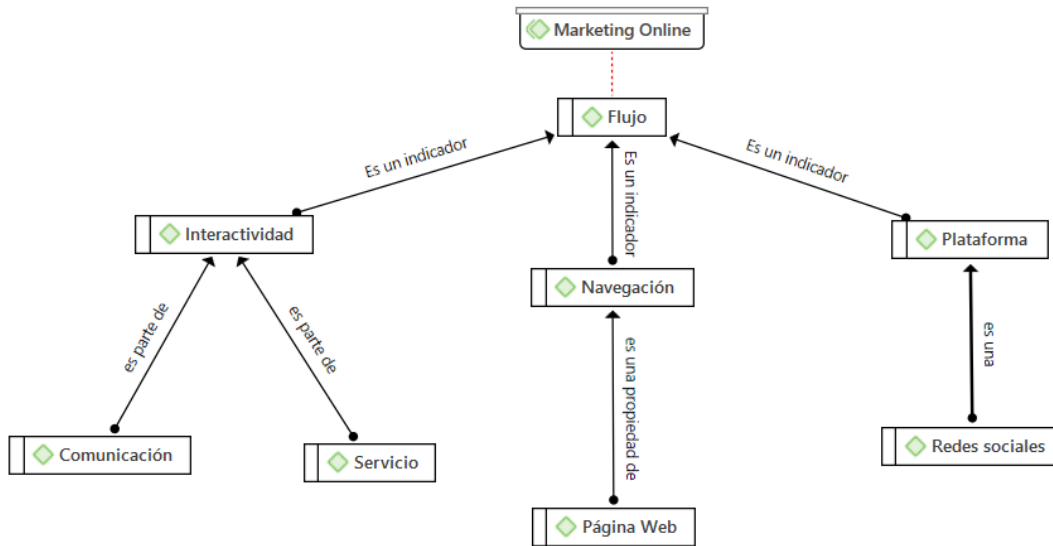 Marketing Online
Flujo
Es un indicador
Es un indicador
Es un indicador
Interactividad
Plataforma
Navegación
es parte de
es parte de
es una propiedad de
es una
Comunicación
Servicio
Redes sociales
Página Web